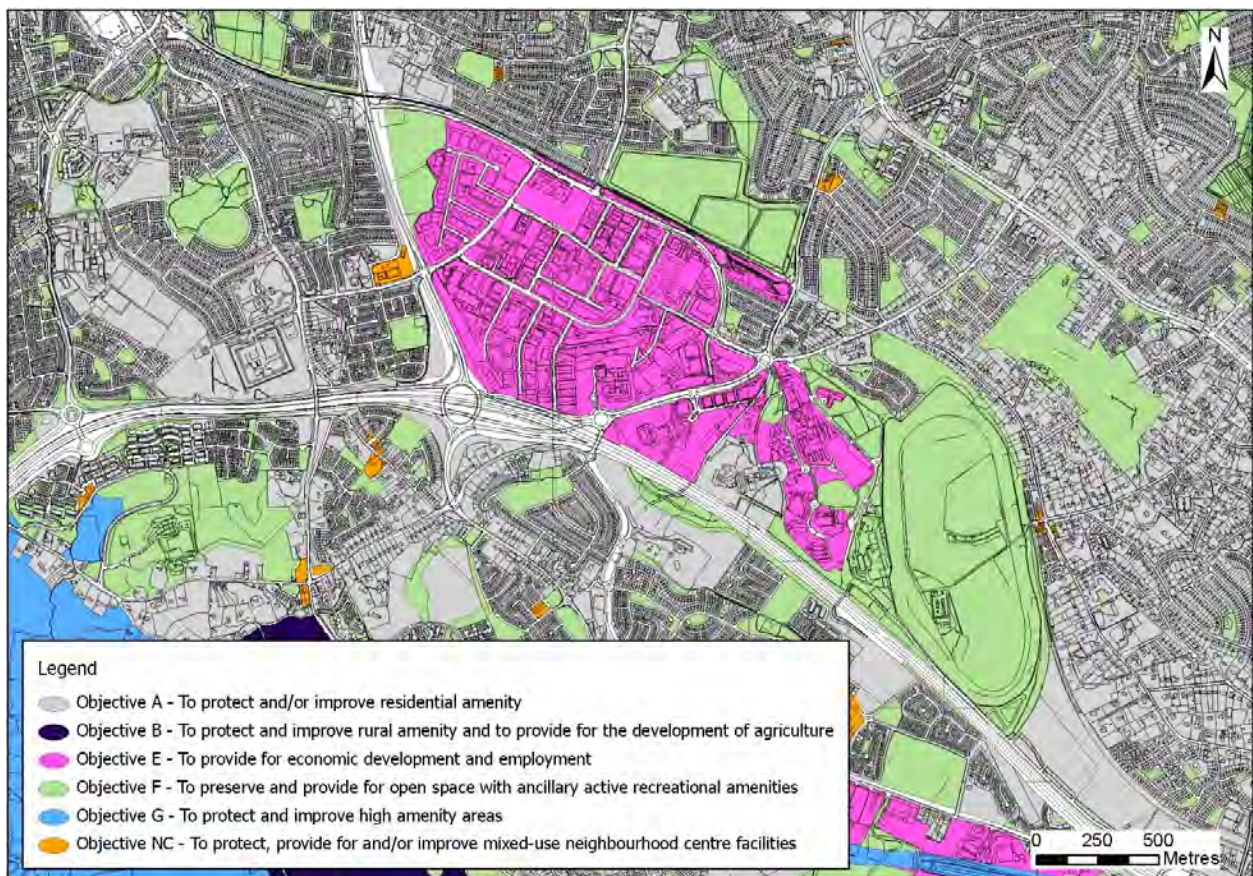 N
Legend
Objective A - To protect and/or improve residential amenity
Objective B - To protect and improve rural amenity and to provide for the development of agriculture
Objective E - To provide for economic development and employment
Objective F - To preserve and provide for open space with ancillary active recreational amenities
Objective G - To protect and improve high amenity areas
Objective NC - To protect, provide for and/or improve mixed-use neighbourhood centre facilities
0 250 500
Metres